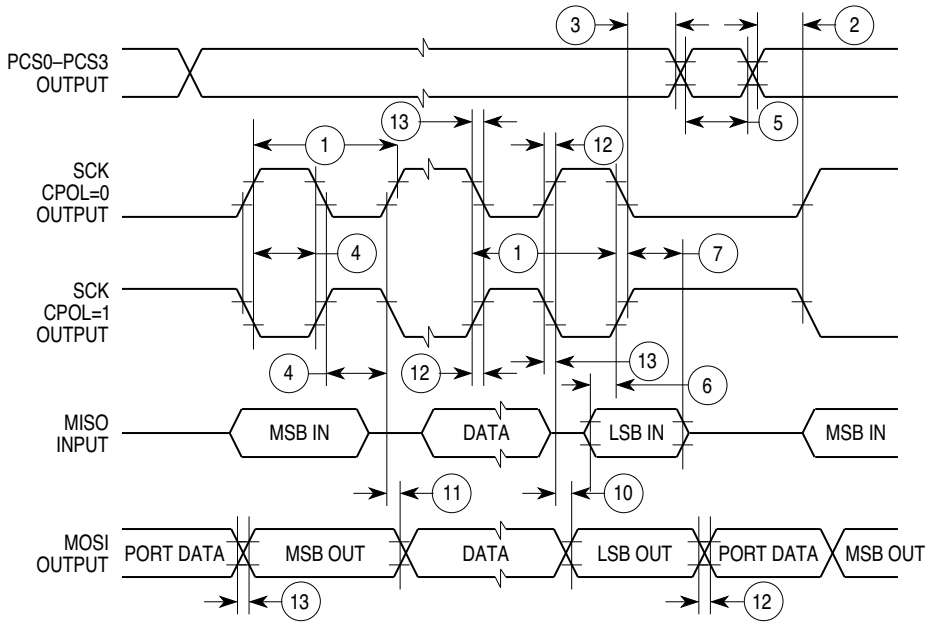 3
2
PCS0–PCS3
OUTPUT
5
13
1
12
SCK
CPOL=0
OUTPUT
4
1
7
SCK
CPOL=1
OUTPUT
4
12
13
6
MISO
INPUT
MSB IN
DATA
LSB IN
MSB IN
11
10
MOSI
OUTPUT
PORT DATA
MSB OUT
DATA
LSB OUT
PORT DATA
MSB OUT
13
12